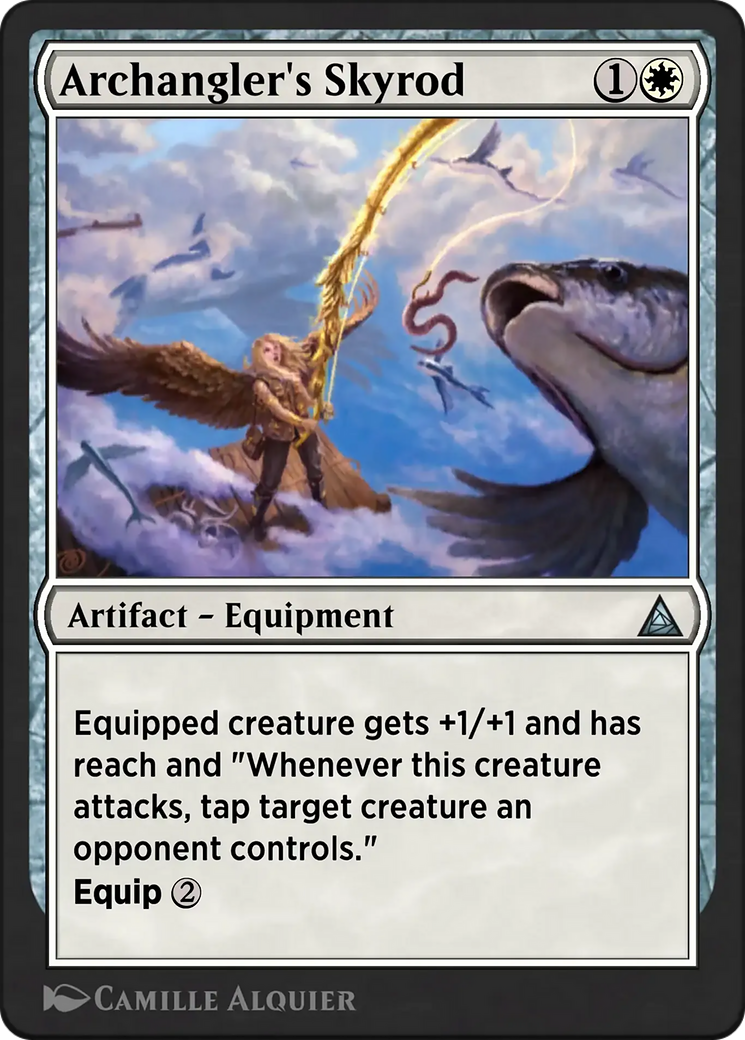 Archangler's Skyrod 1
Artifact – Equipment
Equipped creature gets +1/+1 and has
reach and "Whenever this creature
attacks, tap target creature an
opponent controls."
Equip 2
Camille Alquier